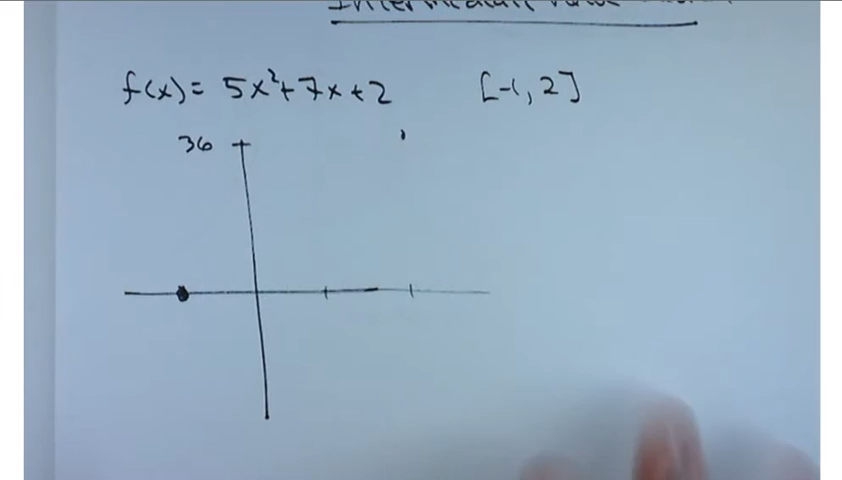 f(x) = 5x²+7x+2 [-1, 2]
36